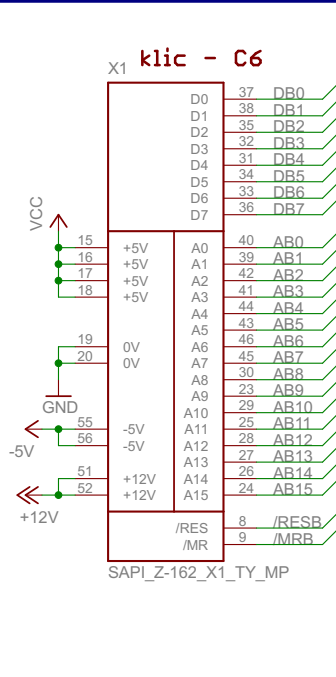 klic - C6
X1
D0 37 DB0
D1 38 DB1
D2 35 DB2
D3 32 DB3
D4 31 DB4
D5 34 DB5
D6 33 DB6
D7 36 DB7
VCC
15 +5V A0 40 AB0
16 +5V A1 39 AB1
17 +5V A2 42 AB2
18 +5V A3 41 AB3
A4 44 AB4
A5 43 AB5
19 0V A6 46 AB6
20 0V A7 45 AB7
A8 30 AB8
GND A9 23 AB9
A10 29 AB10
55 -5V A11 25 AB11
-5V 56 -5V A12 28 AB12
A13 27 AB13
51 +12V A14 26 AB14
52 +12V A15 24 AB15
+12V
/RES 8 /RESB
/MR 9 /MRB
SAPI_Z-162_X1_TY_MP